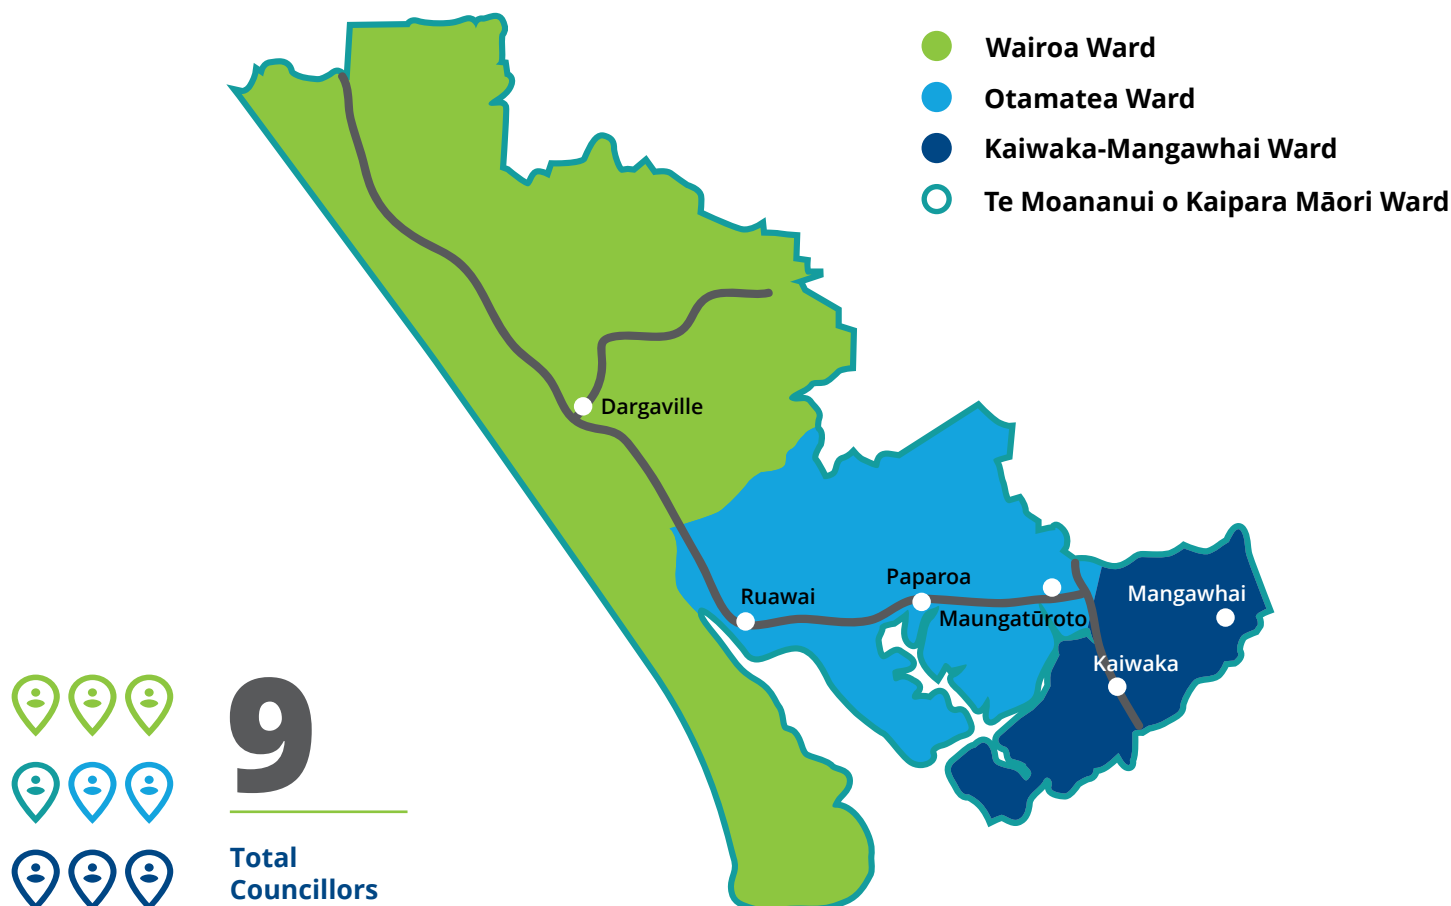 Wairoa Ward
Otamatea Ward
Kaiwaka-Mangawhai Ward
Te Moananui o Kaipara Māori Ward
Dargaville
Ruawai
Paparoa
Maungatūroto
Mangawhai
Kaiwaka
9
Total
Councillors